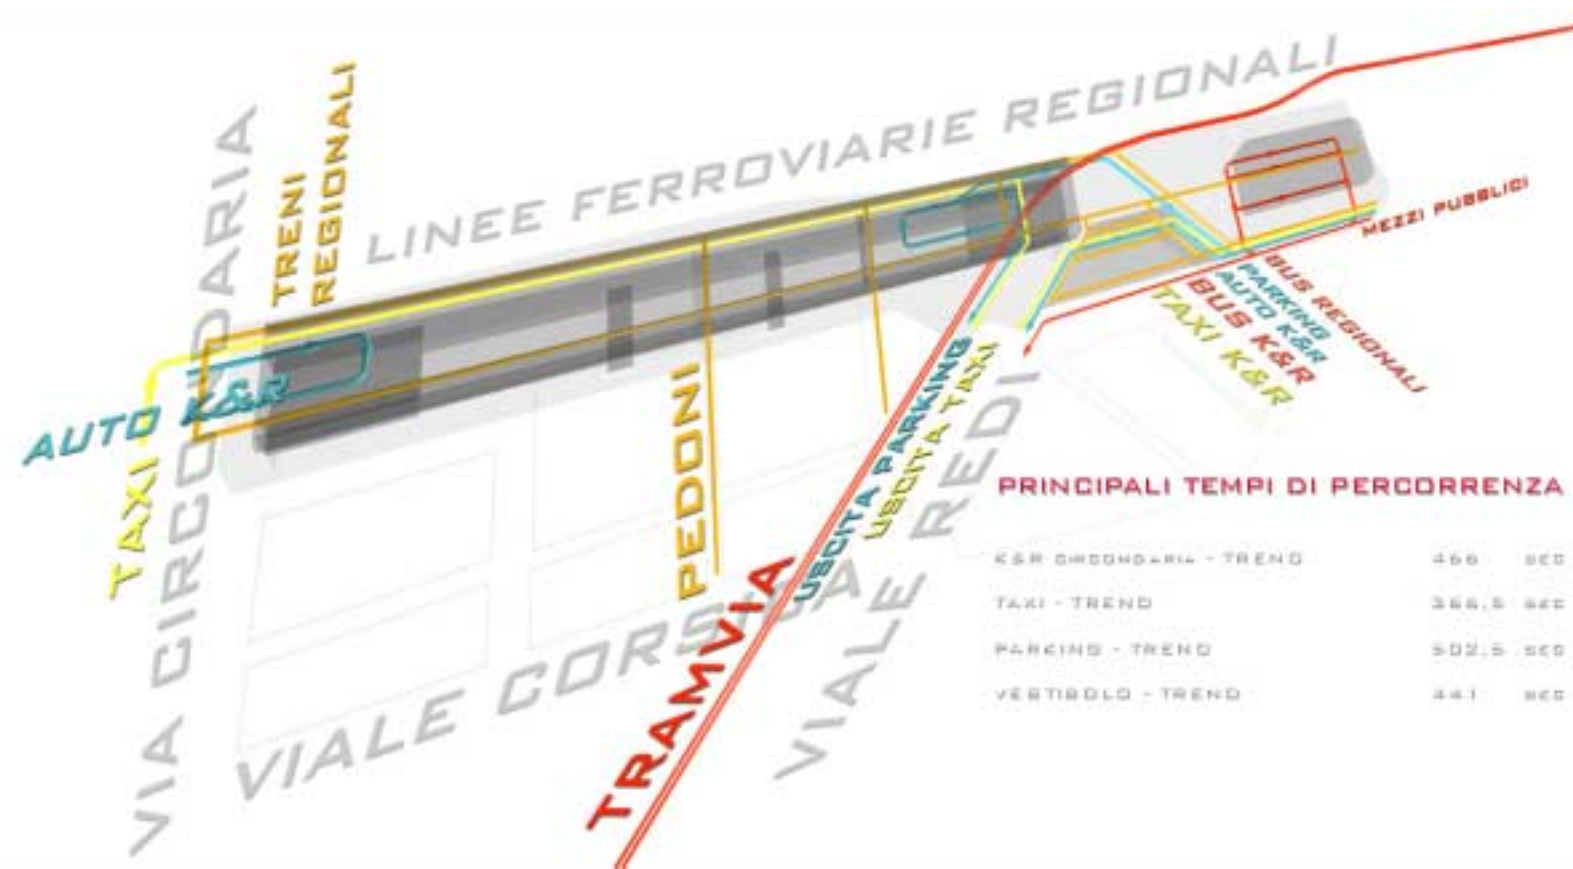 TRENI
REGIONALI
LINEE FERROVIARIE REGIONALI
MEZZI PUBBLICI
BUS REGIONALI
PARKING
AUTO K&R
BUS K&R
TAXI K&R
AUTO K&R
TAXI
VIA CIRCONDARIA
PEDONI
USCITA PARKING
USCITA TAXI
VIALE REDI
VIALE CORSICA
TRAMVIA
PRINCIPALI TEMPI DI PERCORRENZA
K&R CIRCONDARIA - TRENO 466 SEC
TAXI - TRENO 366,5 SEC
PARKING - TRENO 502,5 SEC
VESTIBOLO - TRENO 441 SEC